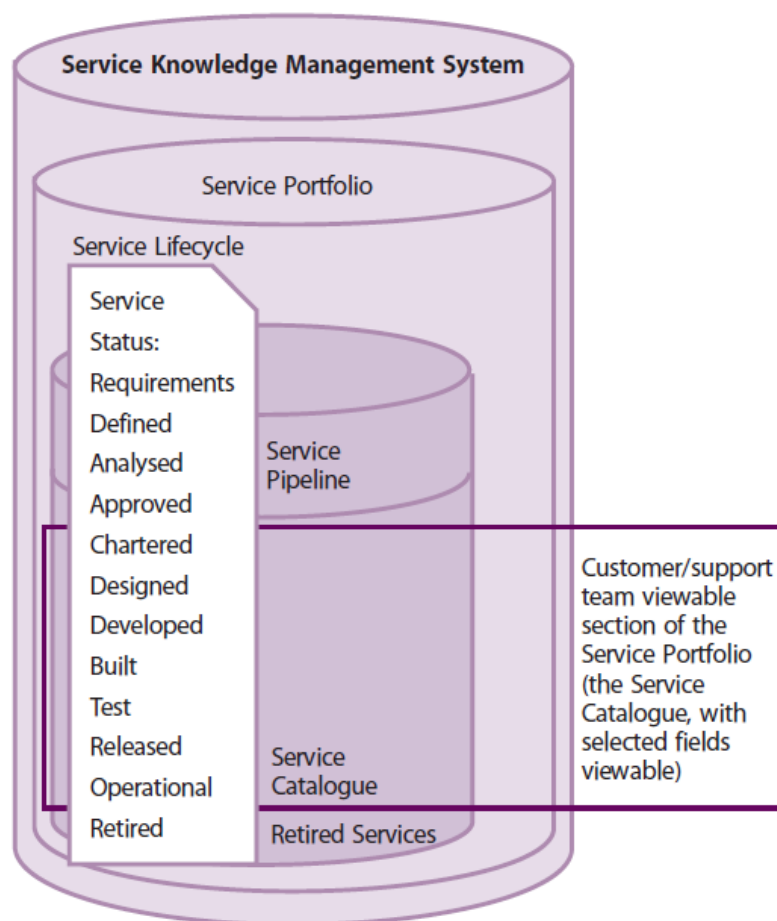 Service Knowledge Management System
Service Portfolio
Service Lifecycle
Service
Status:
Requirements
Defined
Analysed
Approved
Chartered
Designed
Developed
Built
Test
Released
Operational
Retired
Service
Pipeline
Service
Catalogue
Retired Services
Customer/support
team viewable
section of the
Service Portfolio
(the Service
Catalogue, with
selected fields
viewable)